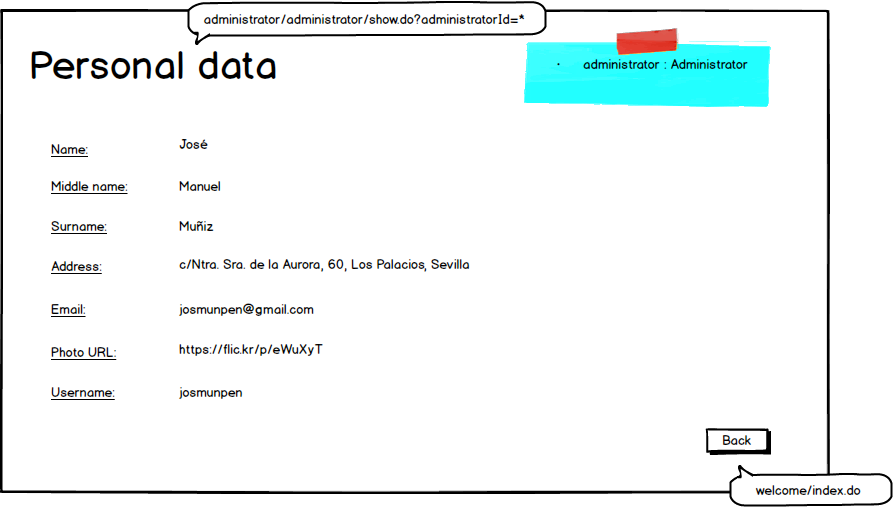 administrator/administrator/show.do?administratorId=*
Personal data
· administrator : Administrator
Name: José
Middle name: Manuel
Surname: Muñiz
Address: c/Ntra. Sra. de la Aurora, 60, Los Palacios, Sevilla
Email: josmunpen@gmail.com
Photo URL: https://flic.kr/p/eWuXyT
Username: josmunpen
Back
welcome/index.do